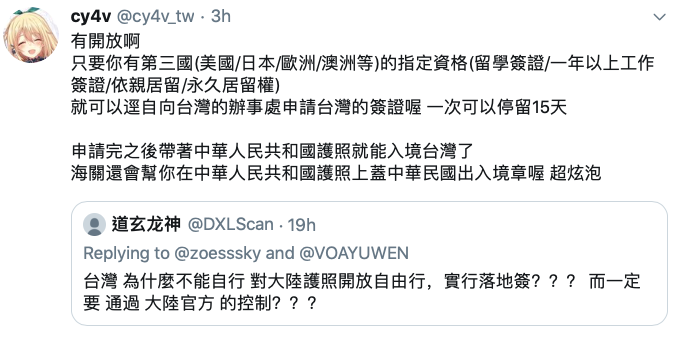 cy4v @cy4v_tw · 3h
有開放啊
只要你有第三國(美國/日本/歐洲/澳洲等)的指定資格(留學簽證/一年以上工作
簽證/依親居留/永久居留權)
就可以逕自向台灣的辦事處申請台灣的簽證喔 一次可以停留15天
申請完之後帶著中華人民共和國護照就能入境台灣了
海關還會幫你在中華人民共和國護照上蓋中華民國出入境章喔 超炫泡
道玄龙神 @DXLScan · 19h
Replying to @zoesssky and @VOAYUWEN
台灣 為什麼不能自行 對大陸護照開放自由行，實行落地簽？？？ 而一定
要 通過 大陸官方 的控制？？？